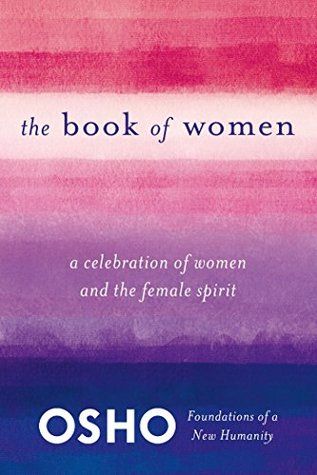 the book of women
a celebration of women
and the female spirit
OSHO
Foundations of a
New Humanity